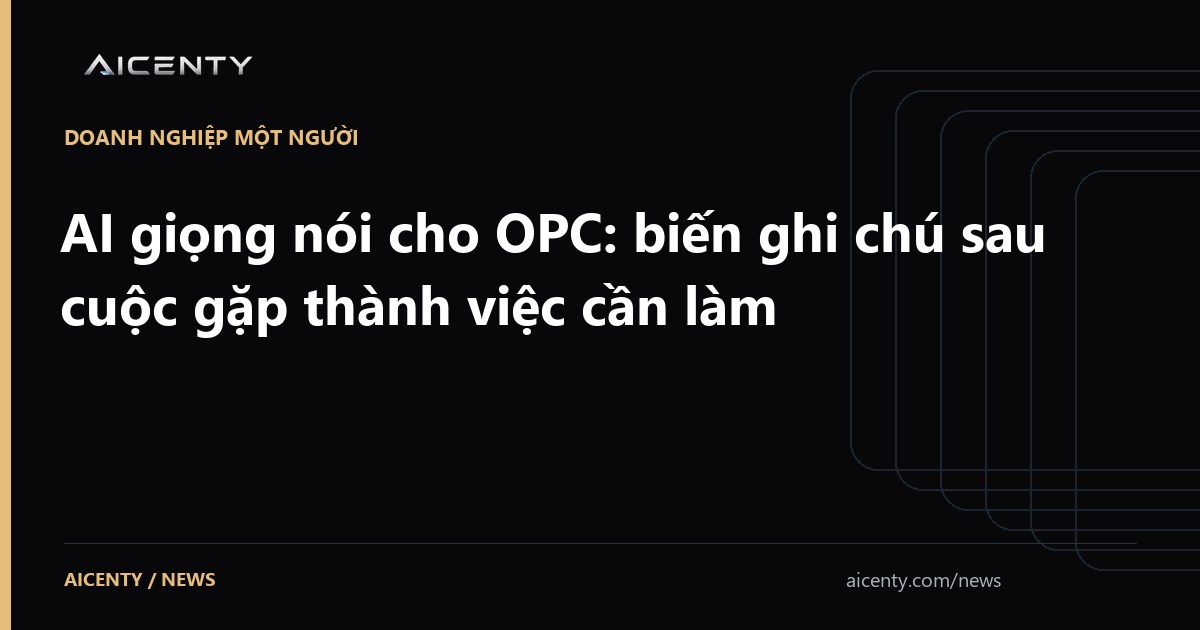 AICENTY
DOANH NGHIỆP MỘT NGƯỜI
AI giọng nói cho OPC: biến ghi chú sau
cuộc gặp thành việc cần làm
AICENTY / NEWS
aicenty.com/news